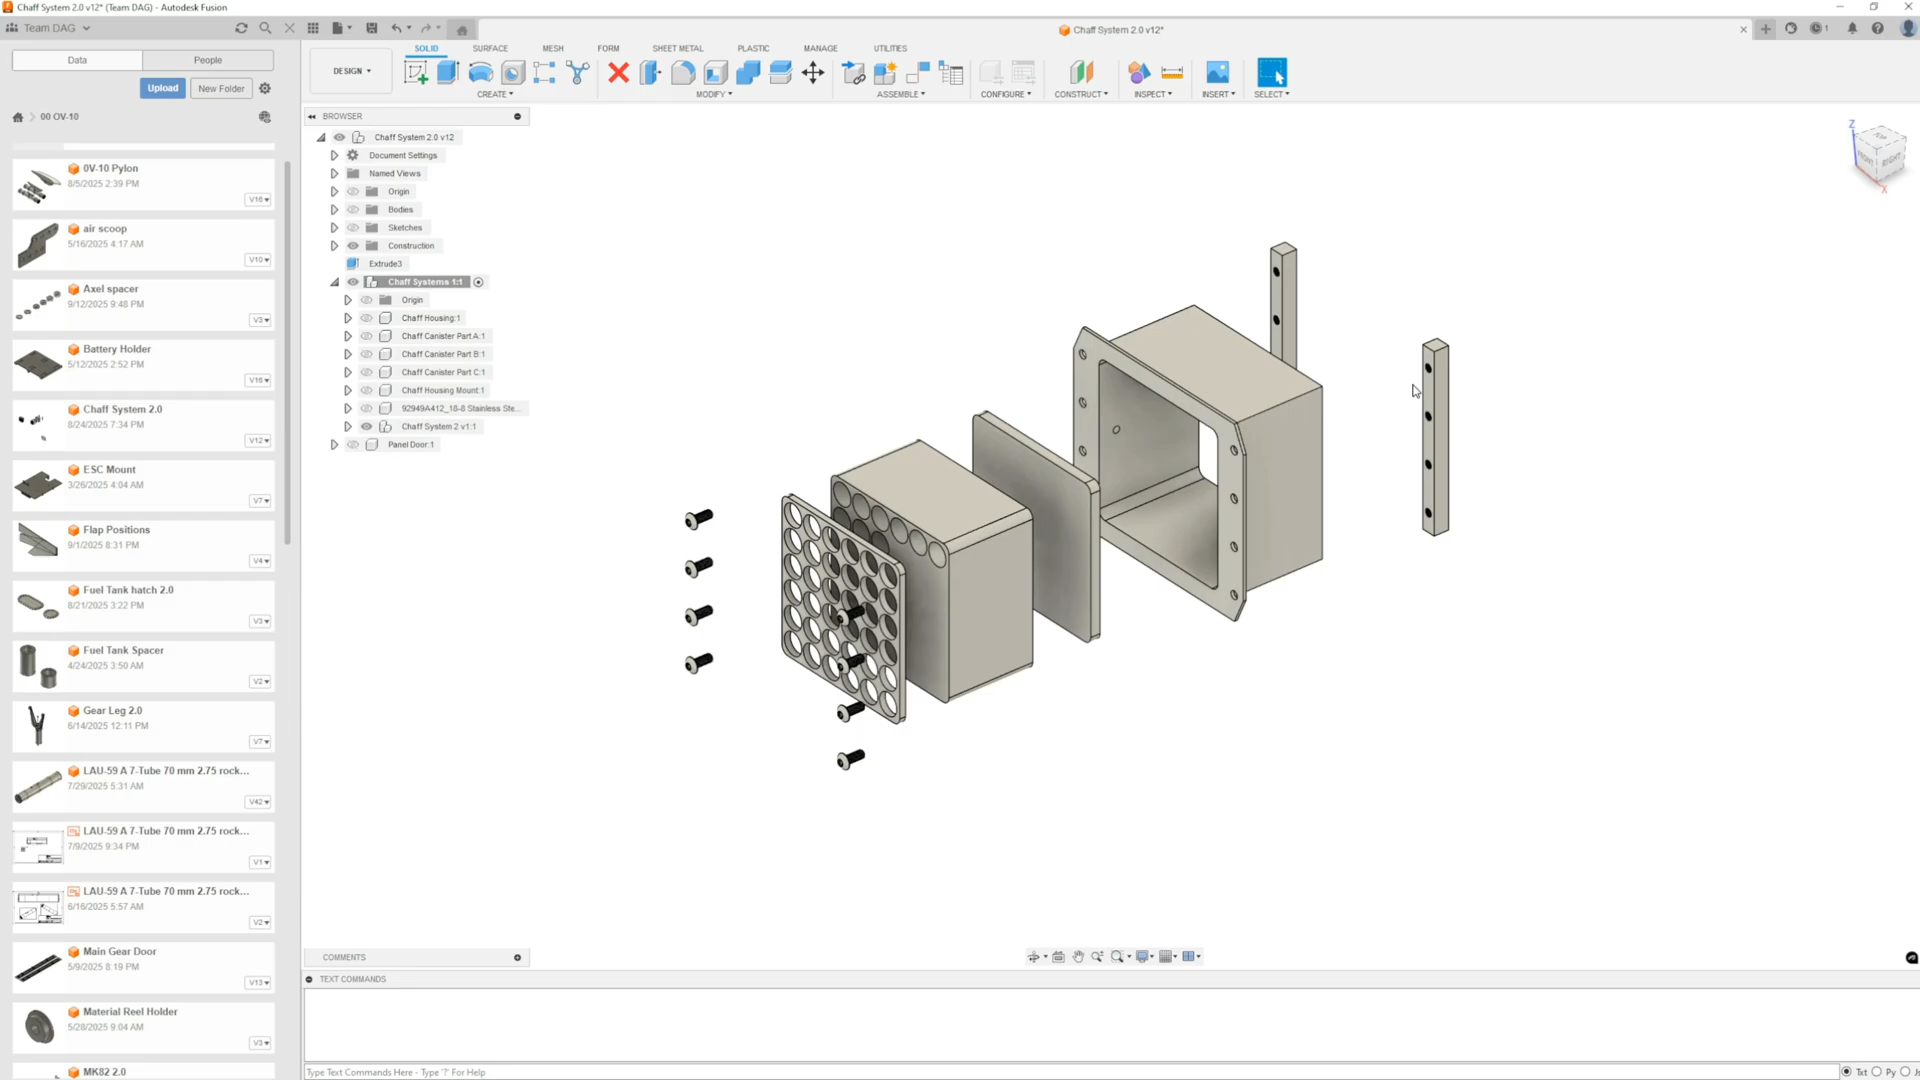 Chaff System 2.0 v12* (Team DAG) - Autodesk Fusion
Team DAG
Chaff System 2.0 v12*
1
Data
People
Upload
New Folder
00 OV-10
0V-10 Pylon
8/5/2025 2:39 PM
V16
air scoop
5/16/2025 4:17 AM
V10
Axel spacer
9/12/2025 9:48 PM
V3
Battery Holder
5/12/2025 2:52 PM
V16
Chaff System 2.0
8/24/2025 7:34 PM
V12
ESC Mount
3/26/2025 4:04 AM
V7
Flap Positions
9/1/2025 8:31 PM
V4
Fuel Tank hatch 2.0
8/21/2025 3:22 PM
V3
Fuel Tank Spacer
4/24/2025 3:50 AM
V2
Gear Leg 2.0
6/14/2025 12:11 PM
V7
LAU-59 A 7-Tube 70 mm 2.75 rock...
7/29/2025 5:31 AM
V42
LAU-59 A 7-Tube 70 mm 2.75 rock...
7/9/2025 9:34 PM
V1
LAU-59 A 7-Tube 70 mm 2.75 rock...
6/16/2025 5:57 AM
V2
Main Gear Door
5/9/2025 8:19 PM
V13
Material Reel Holder
5/28/2025 9:04 AM
V3
MK82 2.0
DESIGN
SOLID
SURFACE
MESH
FORM
SHEET METAL
PLASTIC
MANAGE
UTILITIES
CREATE
MODIFY
ASSEMBLE
CONFIGURE
CONSTRUCT
INSPECT
INSERT
SELECT
BROWSER
Chaff System 2.0 v12
Document Settings
Named Views
Origin
Bodies
Sketches
Construction
Extrude3
Chaff Systems 1:1
Origin
Chaff Housing:1
Chaff Canister Part A:1
Chaff Canister Part B:1
Chaff Canister Part C:1
Chaff Housing Mount:1
92949A412_18-8 Stainless Ste...
Chaff System 2 v1:1
Panel Door:1
Z
TOP
FRONT
RIGHT
X
COMMENTS
TEXT COMMANDS
Type Text Commands Here - Type '?' For Help
Txt
Py